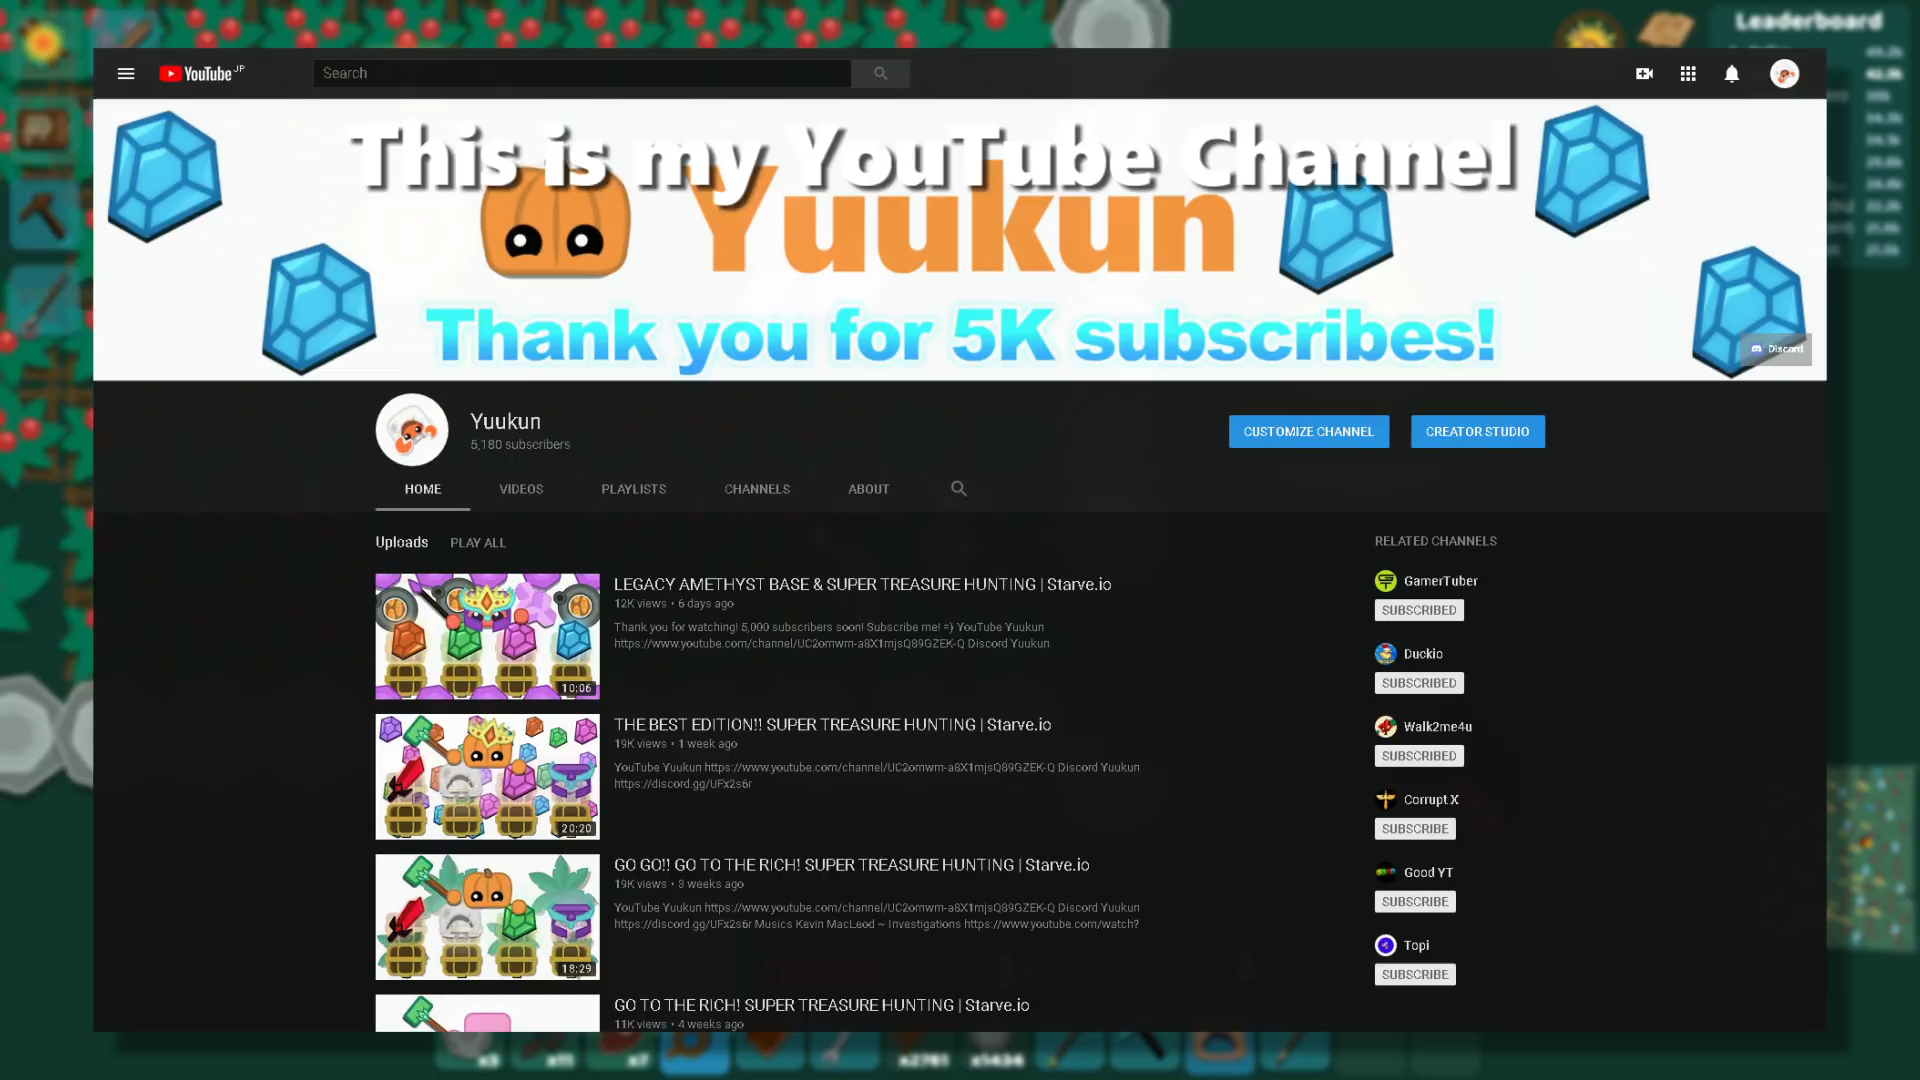 Leaderboard
YouTube JP
Search
This is my YouTube Channel
Yuukun
Thank you for 5K subscribes!
Discord
Yuukun
5,180 subscribers
CUSTOMIZE CHANNEL
CREATOR STUDIO
HOME
VIDEOS
PLAYLISTS
CHANNELS
ABOUT
Uploads
PLAY ALL
LEGACY AMETHYST BASE & SUPER TREASURE HUNTING | Starve.io
12K views • 6 days ago
Thank you for watching! 5,000 subscribers soon! Subscribe me! =) YouTube Yuukun
https://www.youtube.com/channel/UC2omwm-a8X1mjsQ89GZEK-Q Discord Yuukun
10:06
THE BEST EDITION!! SUPER TREASURE HUNTING | Starve.io
19K views • 1 week ago
YouTube Yuukun https://www.youtube.com/channel/UC2omwm-a8X1mjsQ89GZEK-Q Discord Yuukun
https://discord.gg/UFx2s6r
20:20
GO GO!! GO TO THE RICH! SUPER TREASURE HUNTING | Starve.io
19K views • 3 weeks ago
YouTube Yuukun https://www.youtube.com/channel/UC2omwm-a8X1mjsQ89GZEK-Q Discord Yuukun
https://discord.gg/UFx2s6r Musics Kevin MacLeod ~ Investigations https://www.youtube.com/watch?
18:29
GO TO THE RICH! SUPER TREASURE HUNTING | Starve.io
11K views • 4 weeks ago
RELATED CHANNELS
GamerTuber
SUBSCRIBED
Duckio
SUBSCRIBED
Walk2me4u
SUBSCRIBED
Corrupt X
SUBSCRIBE
Good YT
SUBSCRIBE
Topi
SUBSCRIBE
x3
x11
x7
x2761
x1434